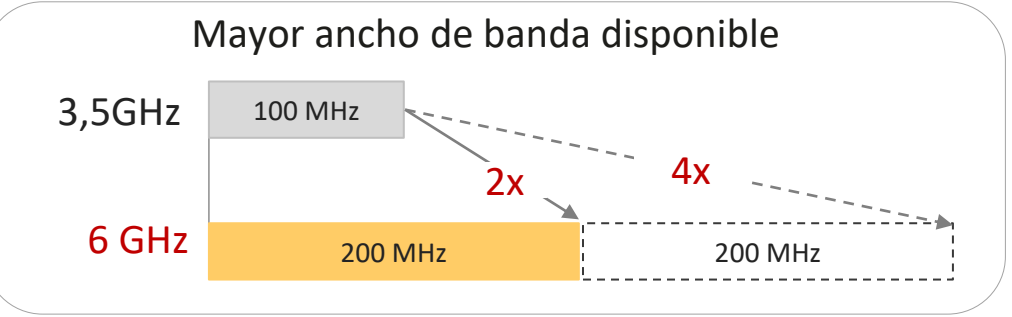 Mayor ancho de banda disponible
3,5GHz
100 MHz
2x
4x
6 GHz
200 MHz
200 MHz